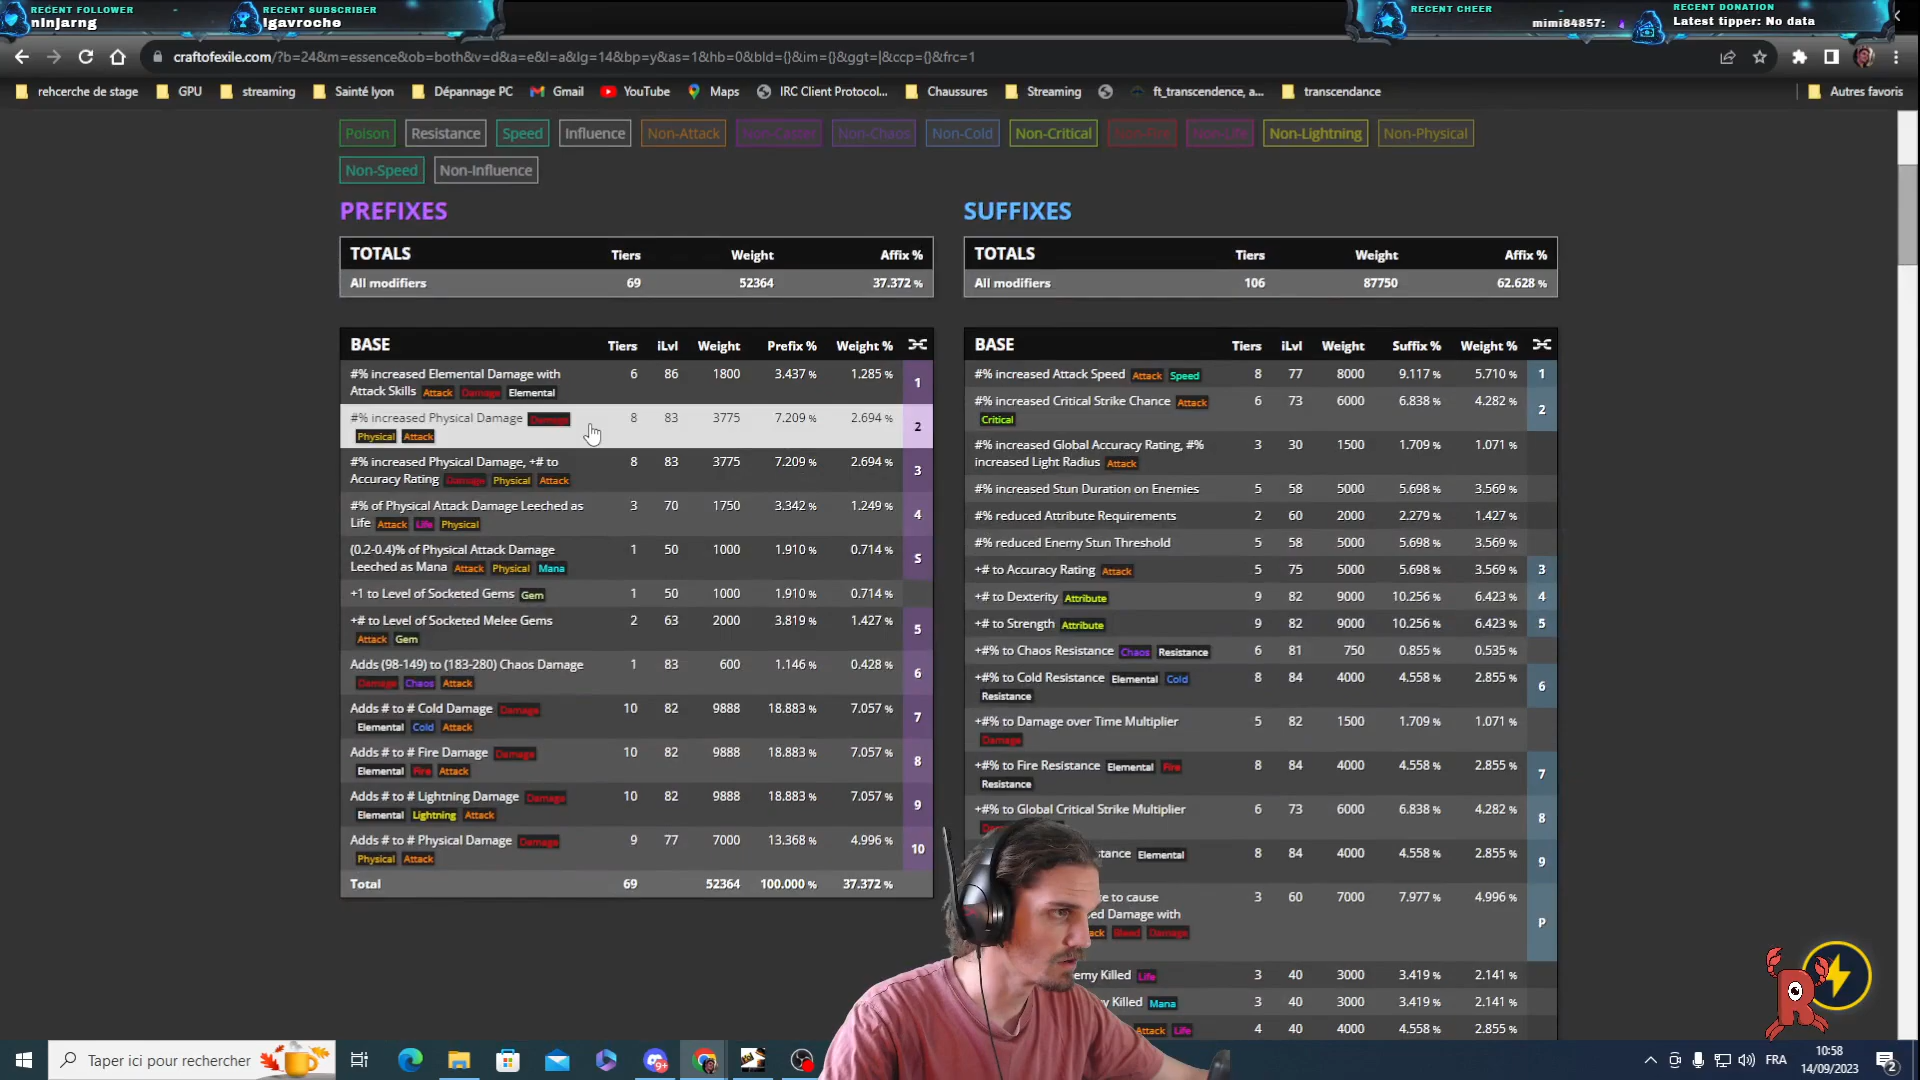 RECENT FOLLOWER
ninjarng
RECENT SUBSCRIBER
lgavroche
RECENT CHEER
mimi84857:
RECENT DONATION
Latest tipper: No data
craftofexile.com/?b=24&m=essence&ob=both&v=d&a=e&l=a&lg=14&bp=y&as=1&hb=0&bld={}&im={}&ggt=|&ccp={}&frc=1
rehcerche de stage
GPU
streaming
Sainté lyon
Dépannage PC
Gmail
YouTube
Maps
IRC Client Protocol...
Chaussures
Streaming
ft_transcendence, a...
transcendance
Autres favoris
Poison Resistance Speed Influence Non-Attack Non-Caster Non-Chaos Non-Cold Non-Critical Non-Fire Non-Life Non-Lightning Non-Physical
Non-Speed Non-Influence
PREFIXES
TOTALS Tiers Weight Affix %
All modifiers 69 52364 37.372 %
BASE Tiers iLvl Weight Prefix % Weight %
#% increased Elemental Damage with 6 86 1800 3.437 % 1.285 % 1
Attack Skills Attack Damage Elemental
#% increased Physical Damage Damage 8 83 3775 7.209 % 2.694 % 2
Physical Attack
#% increased Physical Damage, +# to 8 83 3775 7.209 % 2.694 % 3
Accuracy Rating Damage Physical Attack
#% of Physical Attack Damage Leeched as 3 70 1750 3.342 % 1.249 % 4
Life Attack Life Physical
(0.2-0.4)% of Physical Attack Damage 1 50 1000 1.910 % 0.714 % S
Leeched as Mana Attack Physical Mana
+1 to Level of Socketed Gems Gem 1 50 1000 1.910 % 0.714 %
+# to Level of Socketed Melee Gems 2 63 2000 3.819 % 1.427 % 5
Attack Gem
Adds (98-149) to (183-280) Chaos Damage 1 83 600 1.146 % 0.428 % 6
Damage Chaos Attack
Adds # to # Cold Damage Damage 10 82 9888 18.883 % 7.057 % 7
Elemental Cold Attack
Adds # to # Fire Damage Damage 10 82 9888 18.883 % 7.057 % 8
Elemental Fire Attack
Adds # to # Lightning Damage Damage 10 82 9888 18.883 % 7.057 % 9
Elemental Lightning Attack
Adds # to # Physical Damage Damage 9 77 7000 13.368 % 4.996 % 10
Physical Attack
Total 69 52364 100.000 % 37.372 %
SUFFIXES
TOTALS Tiers Weight Affix %
All modifiers 106 87750 62.628 %
BASE Tiers iLvl Weight Suffix % Weight %
#% increased Attack Speed Attack Speed 8 77 8000 9.117 % 5.710 % 1
#% increased Critical Strike Chance Attack 6 73 6000 6.838 % 4.282 % 2
Critical
#% increased Global Accuracy Rating, #% 3 30 1500 1.709 % 1.071 %
increased Light Radius Attack
#% increased Stun Duration on Enemies 5 58 5000 5.698 % 3.569 %
#% reduced Attribute Requirements 2 60 2000 2.279 % 1.427 %
#% reduced Enemy Stun Threshold 5 58 5000 5.698 % 3.569 %
+# to Accuracy Rating Attack 5 75 5000 5.698 % 3.569 % 3
+# to Dexterity Attribute 9 82 9000 10.256 % 6.423 % 4
+# to Strength Attribute 9 82 9000 10.256 % 6.423 % 5
+#% to Chaos Resistance Chaos Resistance 6 81 750 0.855 % 0.535 %
+#% to Cold Resistance Elemental Cold 8 84 4000 4.558 % 2.855 % 6
Resistance
+#% to Damage over Time Multiplier 5 82 1500 1.709 % 1.071 %
Damage
+#% to Fire Resistance Elemental Fire 8 84 4000 4.558 % 2.855 % 7
Resistance
+#% to Global Critical Strike Multiplier 6 73 6000 6.838 % 4.282 % 8
stance Elemental 8 84 4000 4.558 % 2.855 % 9
e to cause 3 60 7000 7.977 % 4.996 % P
ed Damage with
ack Bleed Damage
emy Killed Life 3 40 3000 3.419 % 2.141 %
y Killed Mana 3 40 3000 3.419 % 2.141 %
Attack Life 4 40 4000 4.558 % 2.855 %
Taper ici pour rechercher
FRA
10:58
14/09/2023
2